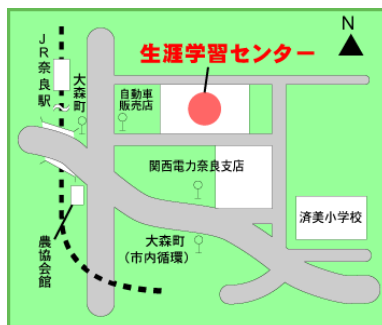 N
生涯学習センター
JR奈良駅
大森町
自動車
販売店
関西電力奈良支店
済美小学校
農協会館
大森町
(市内循環)